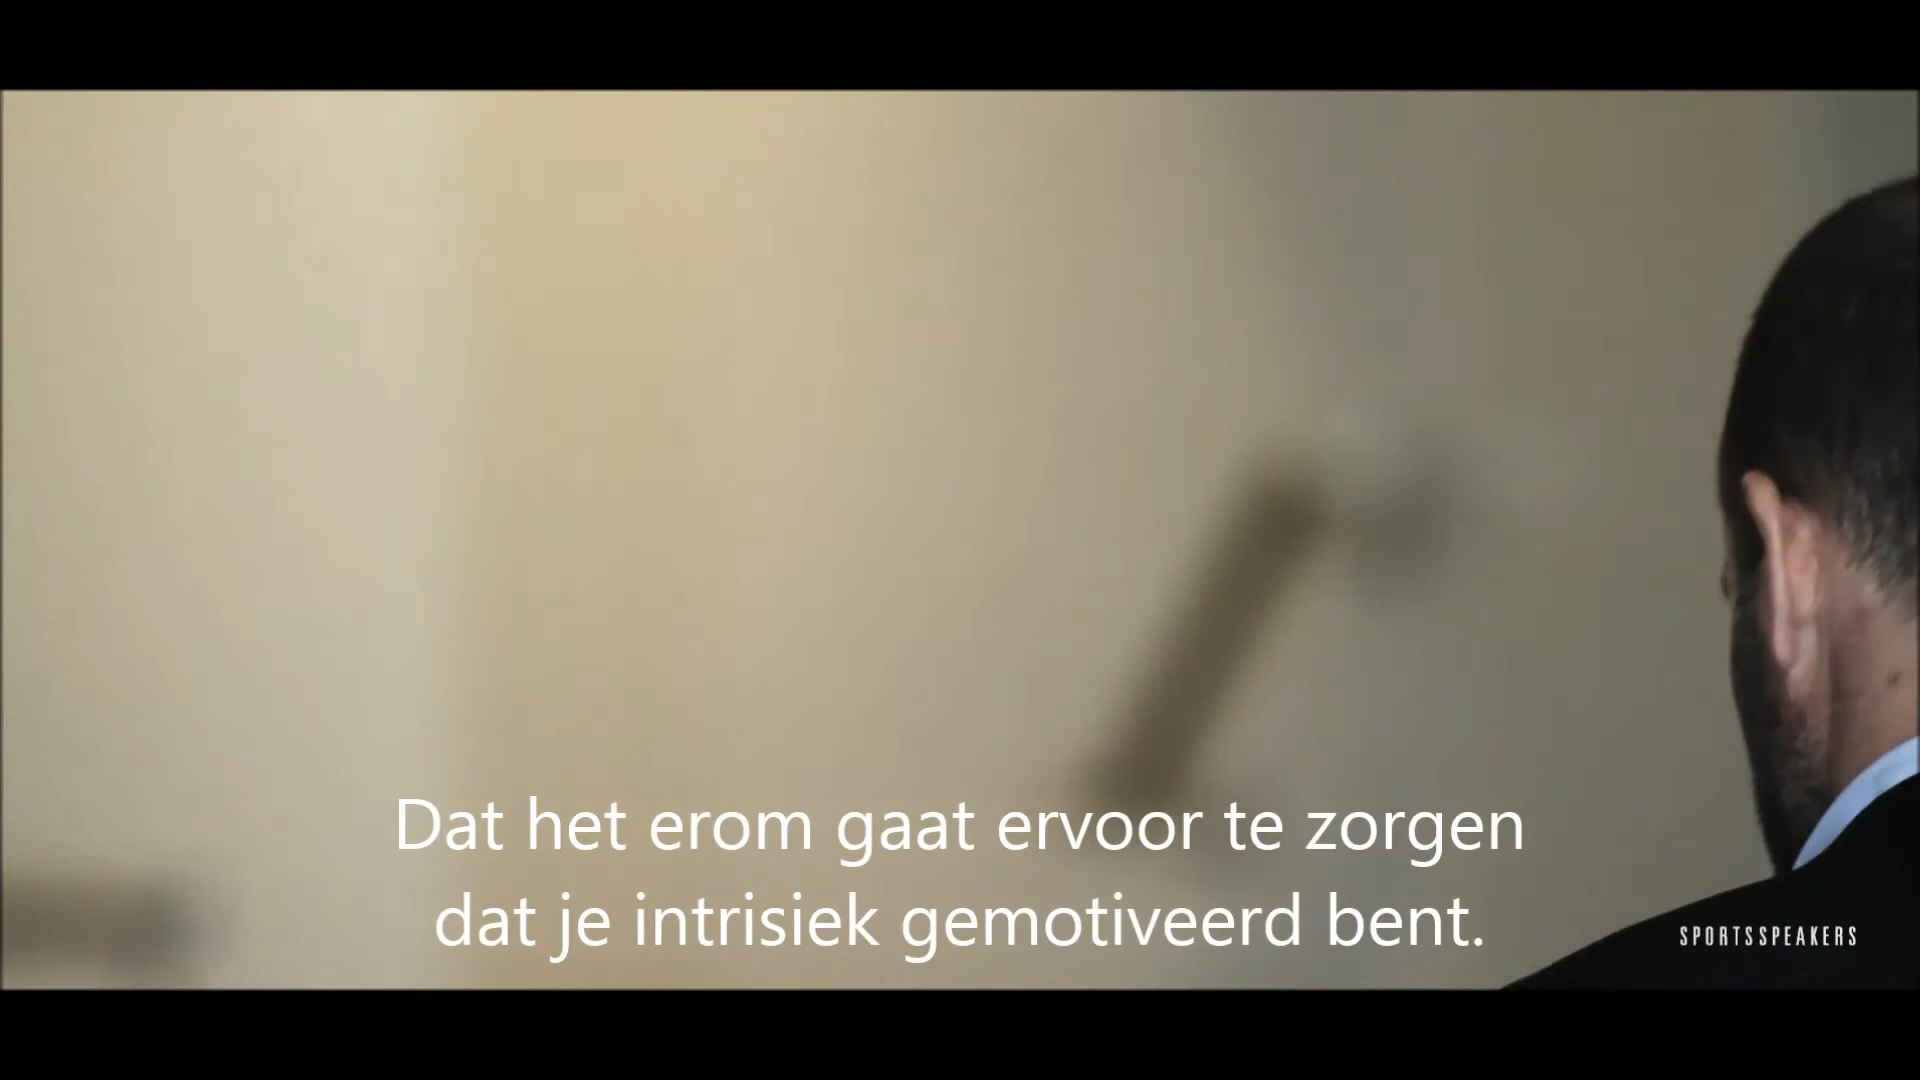 Dat het erom gaat ervoor te zorgen
dat je intrisiek gemotiveerd bent.
SPORTSSPEAKERS